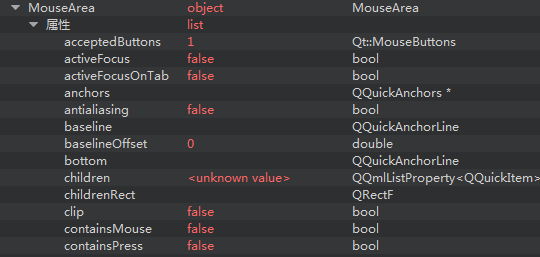 MouseArea object MouseArea
属性 list
acceptedButtons 1 Qt::MouseButtons
activeFocus false bool
activeFocusOnTab false bool
anchors QQuickAnchors *
antialiasing false bool
baseline QQuickAnchorLine
baselineOffset 0 double
bottom QQuickAnchorLine
children <unknown value> QQmlListProperty<QQuickItem>
childrenRect QRectF
clip false bool
containsMouse false bool
containsPress false bool